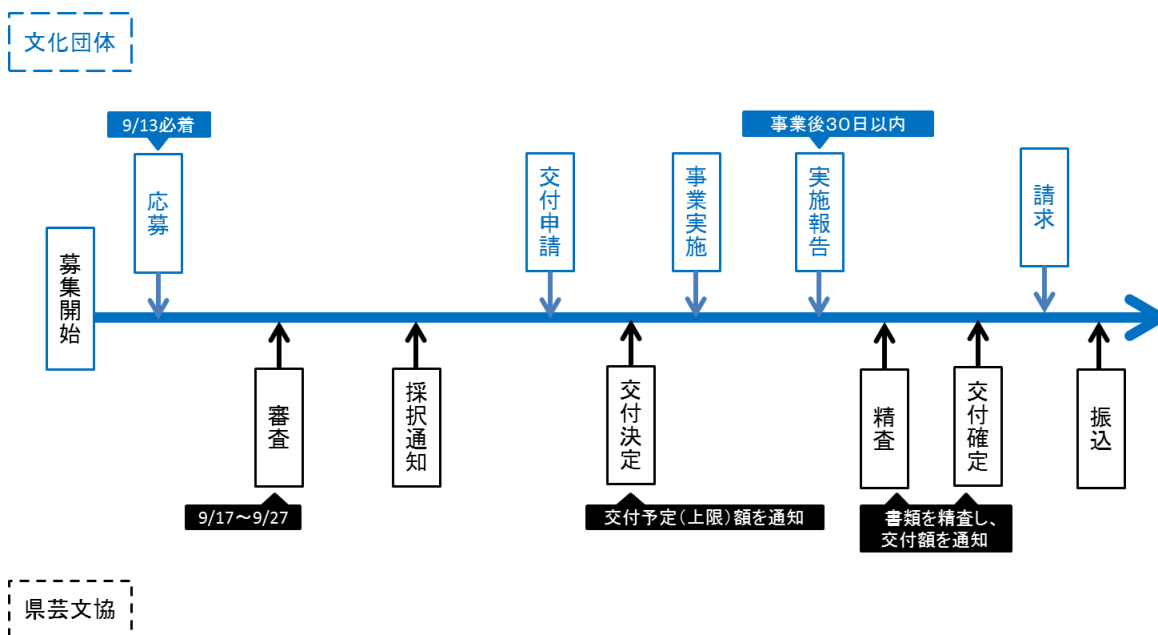 文化団体
9/13必着
事業後30日以内
応募
交付申請
事業実施
実施報告
請求
募集開始
審査
採択通知
交付決定
精査
交付確定
振込
9/17～9/27
交付予定(上限)額を通知
書類を精査し、
交付額を通知
県芸文協